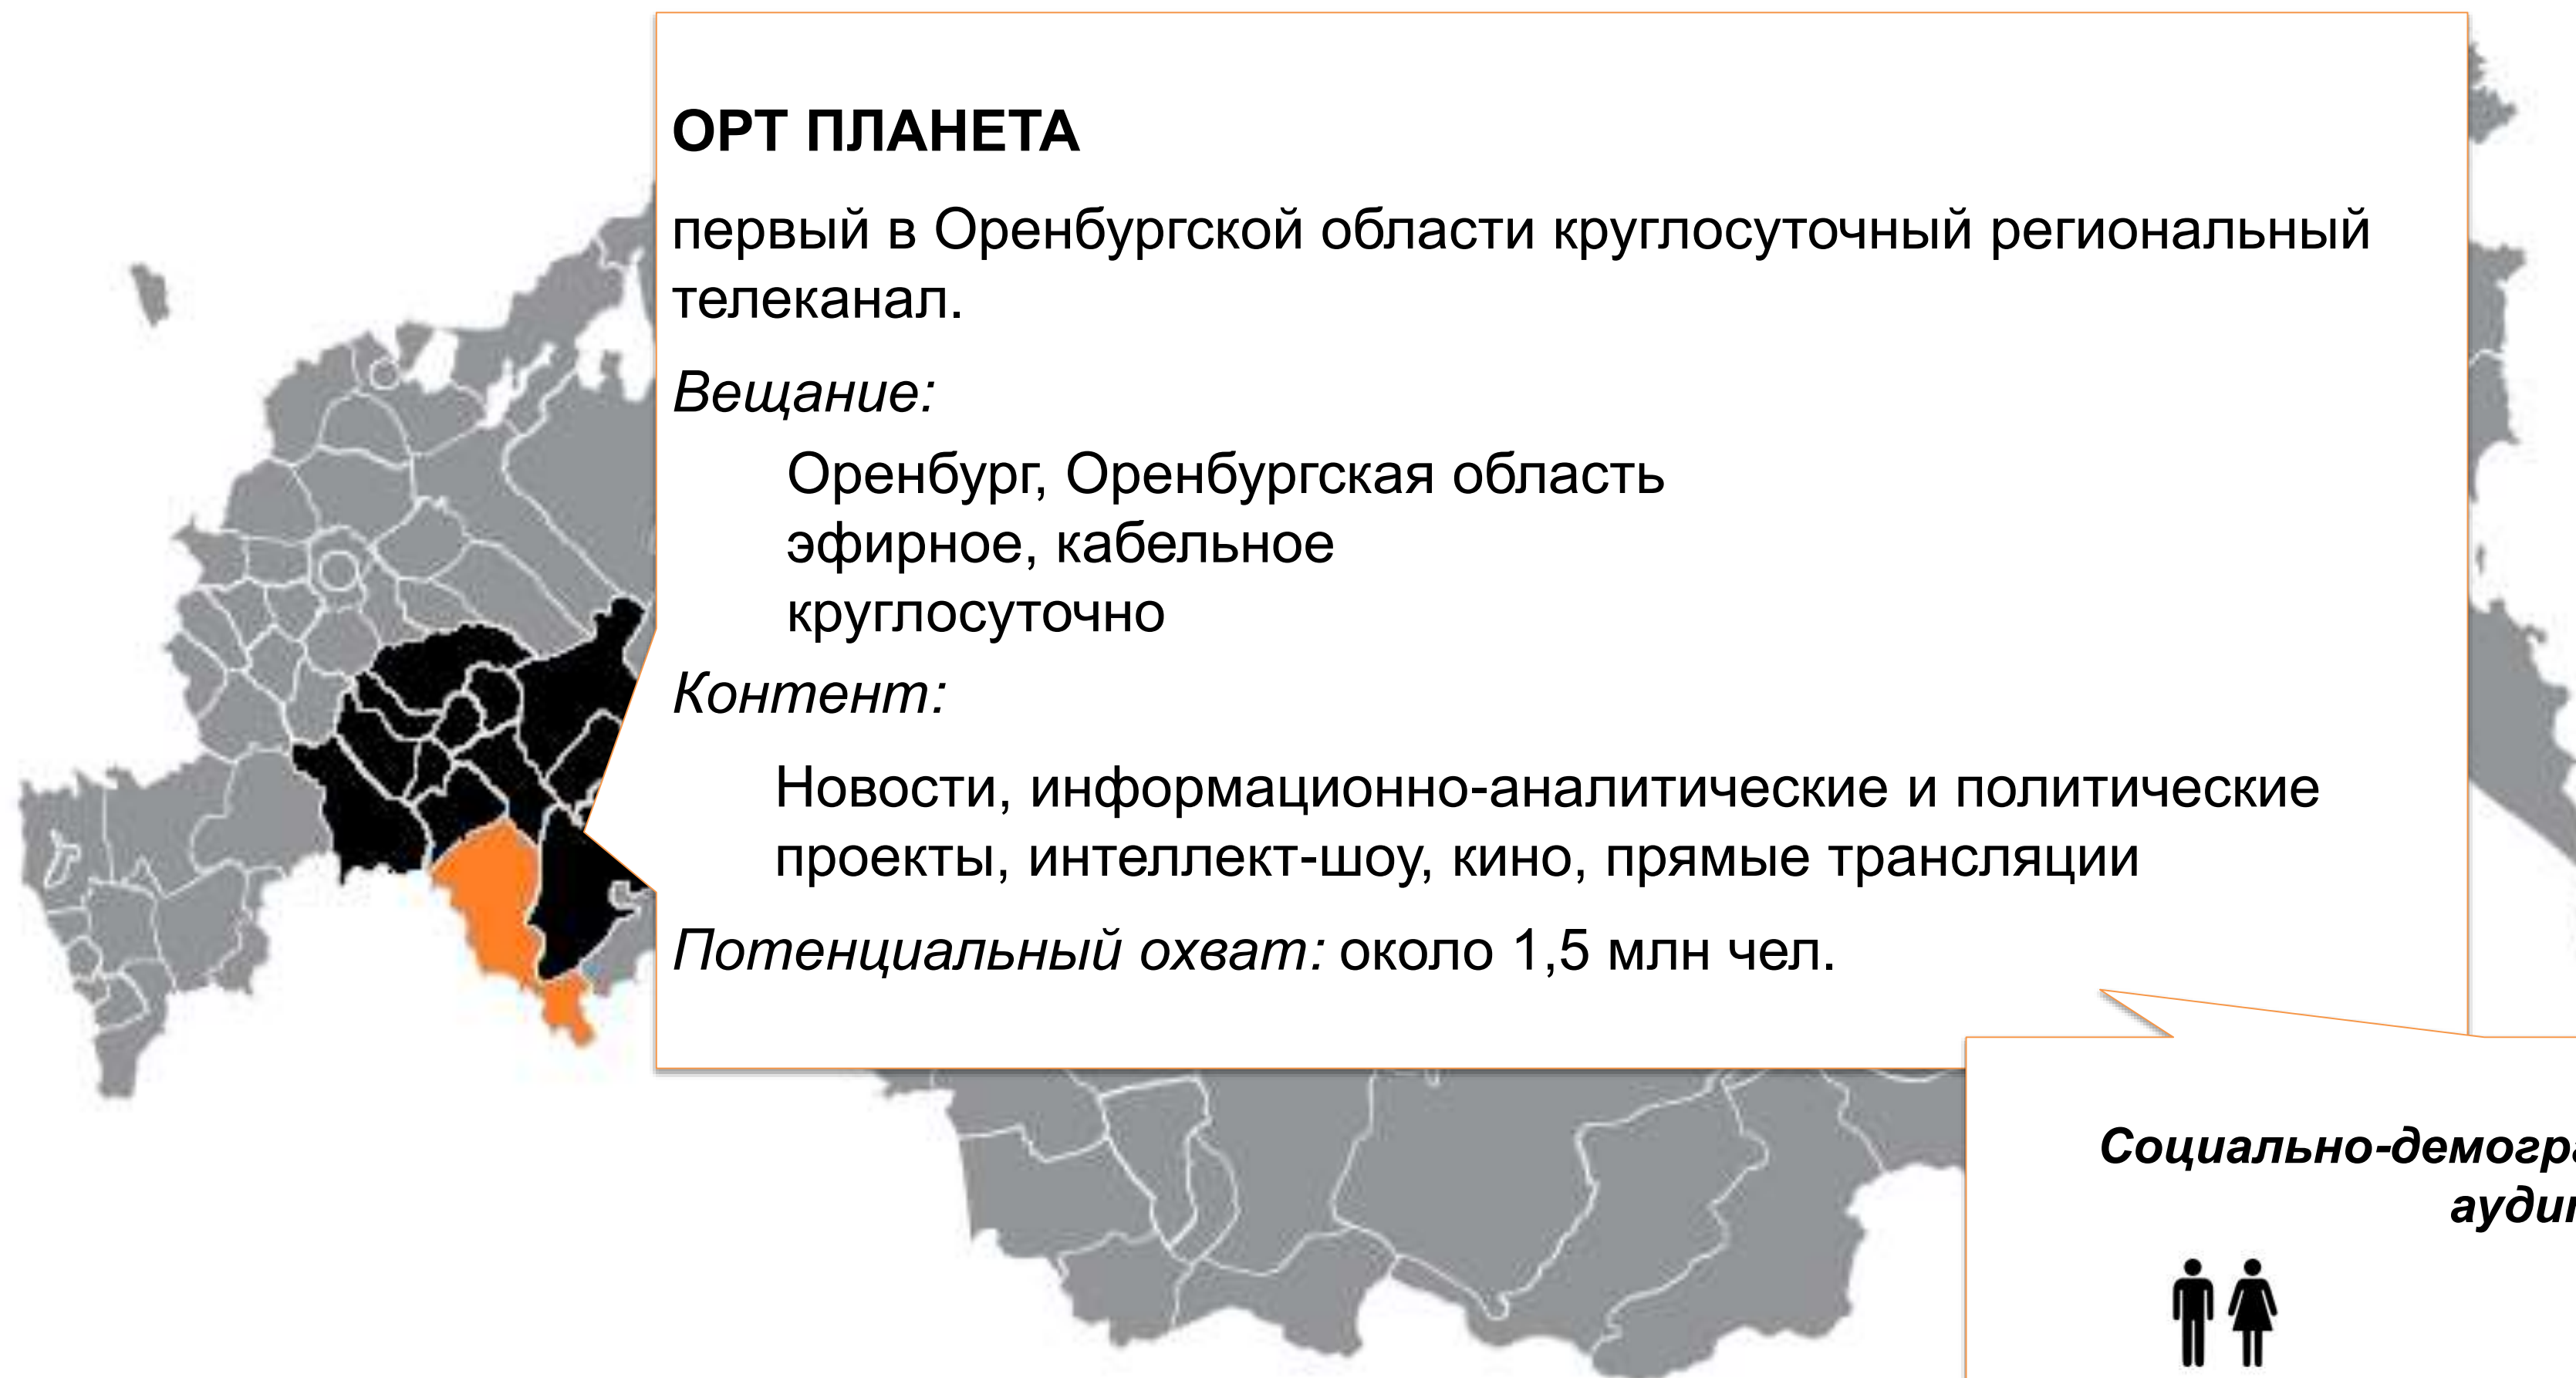 ОРТ ПЛАНЕТА
первый в Оренбургской области круглосуточный региональный
телеканал.
Вещание:
Оренбург, Оренбургская область
эфирное, кабельное
круглосуточно
Контент:
Новости, информационно-аналитические и политические
проекты, интеллект-шоу, кино, прямые трансляции
Потенциальный охват: около 1,5 млн чел.